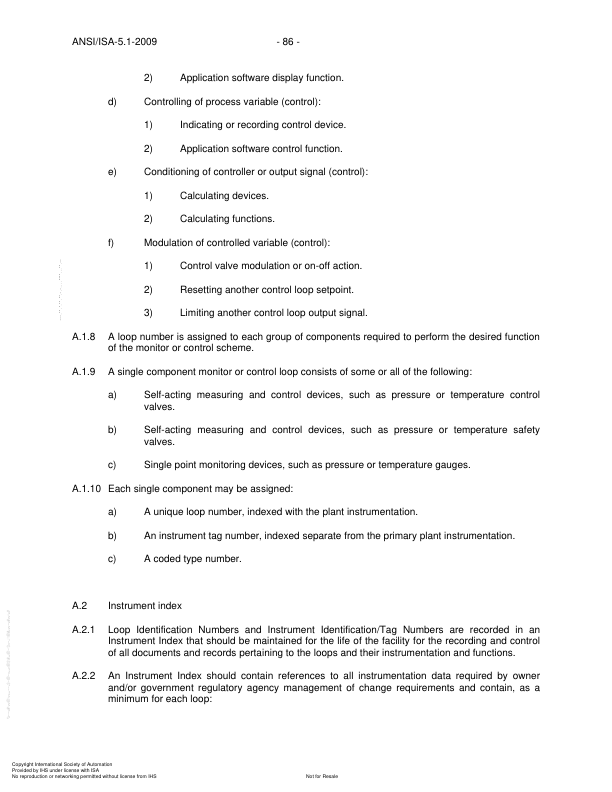 ANSI/ISA-5.1-2009 - 86 -
2) Application software display function.
d) Controlling of process variable (control):
1) Indicating or recording control device.
2) Application software control function.
e) Conditioning of controller or output signal (control):
1) Calculating devices.
2) Calculating functions.
f) Modulation of controlled variable (control):
1) Control valve modulation or on-off action.
2) Resetting another control loop setpoint.
3) Limiting another control loop output signal.
A.1.8 A loop number is assigned to each group of components required to perform the desired function
of the monitor or control scheme.
A.1.9 A single component monitor or control loop consists of some or all of the following:
a) Self-acting measuring and control devices, such as pressure or temperature control
valves.
b) Self-acting measuring and control devices, such as pressure or temperature safety
valves.
c) Single point monitoring devices, such as pressure or temperature gauges.
A.1.10 Each single component may be assigned:
a) A unique loop number, indexed with the plant instrumentation.
b) An instrument tag number, indexed separate from the primary plant instrumentation.
c) A coded type number.
A.2 Instrument index
A.2.1 Loop Identification Numbers and Instrument Identification/Tag Numbers are recorded in an
Instrument Index that should be maintained for the life of the facility for the recording and control
of all documents and records pertaining to the loops and their instrumentation and functions.
A.2.2 An Instrument Index should contain references to all instrumentation data required by owner
and/or government regulatory agency management of change requirements and contain, as a
minimum for each loop:
Copyright International Society of Automation
Provided by IHS under license with ISA
No reproduction or networking permitted without license from IHS Not for Resale